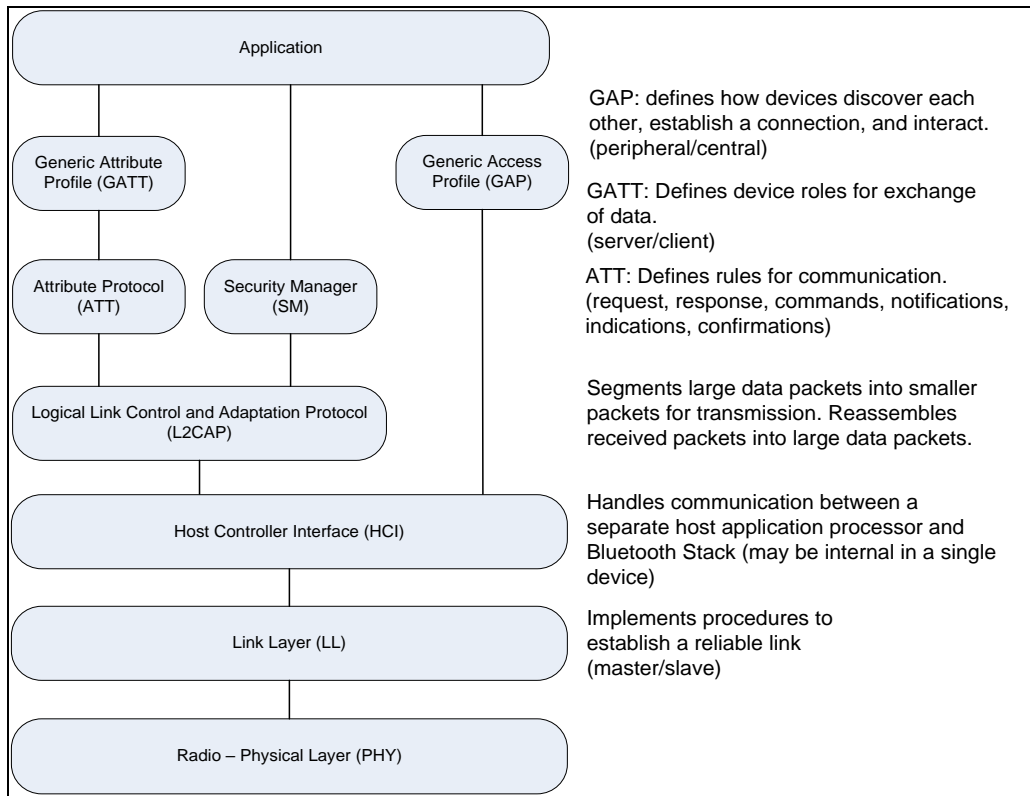 Application
Generic Attribute
Profile (GATT)
Generic Access
Profile (GAP)
Attribute Protocol
(ATT)
Security Manager
(SM)
Logical Link Control and Adaptation Protocol
(L2CAP)
Host Controller Interface (HCI)
Link Layer (LL)
Radio – Physical Layer (PHY)
GAP: defines how devices discover each
other, establish a connection, and interact.
(peripheral/central)
GATT: Defines device roles for exchange
of data.
(server/client)
ATT: Defines rules for communication.
(request, response, commands, notifications,
indications, confirmations)
Segments large data packets into smaller
packets for transmission. Reassembles
received packets into large data packets.
Handles communication between a
separate host application processor and
Bluetooth Stack (may be internal in a single
device)
Implements procedures to
establish a reliable link
(master/slave)